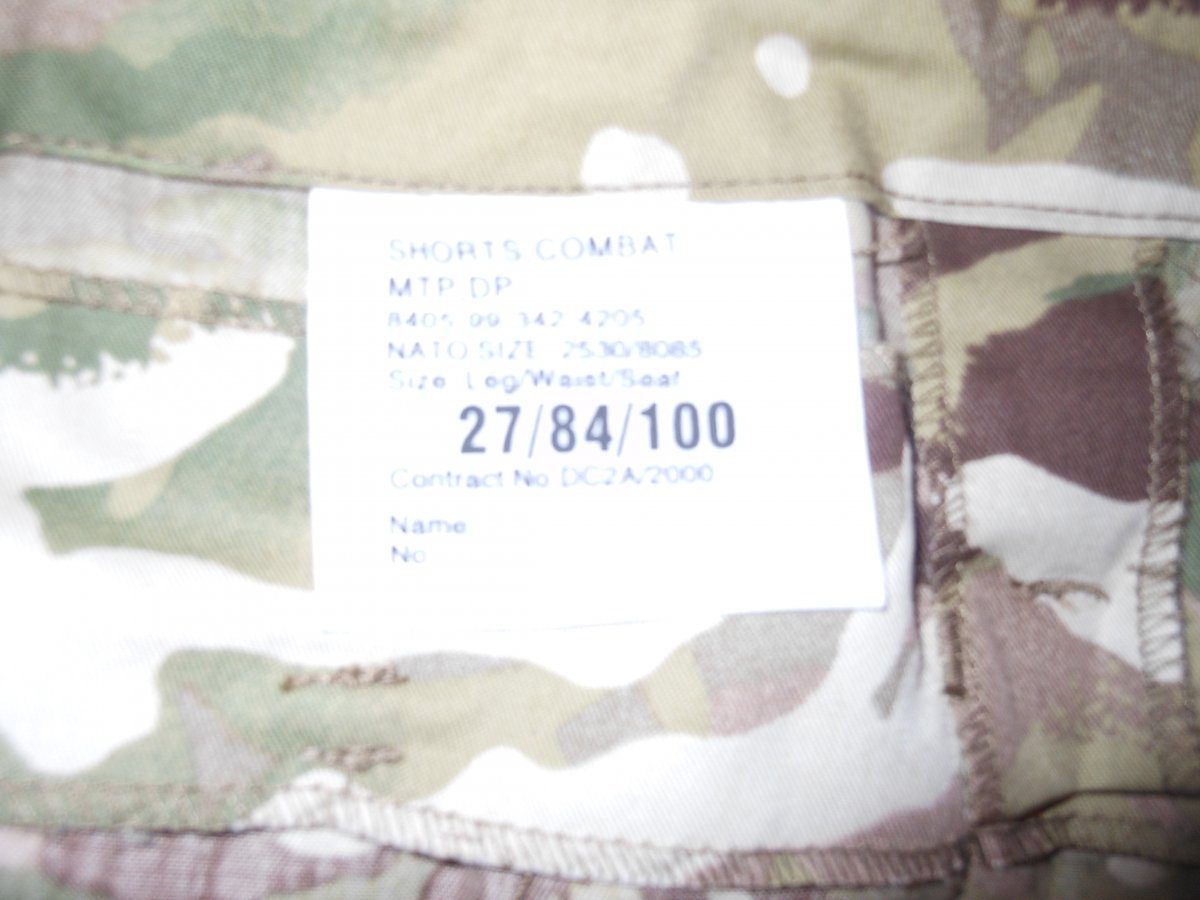 SHORTS COMBAT
MTP DP
8405 99 342 4205
NATO SIZE 2530/8085
Size Leg/Waist/Seat
27/84/100
Contract No DC2A/2000
Name
No